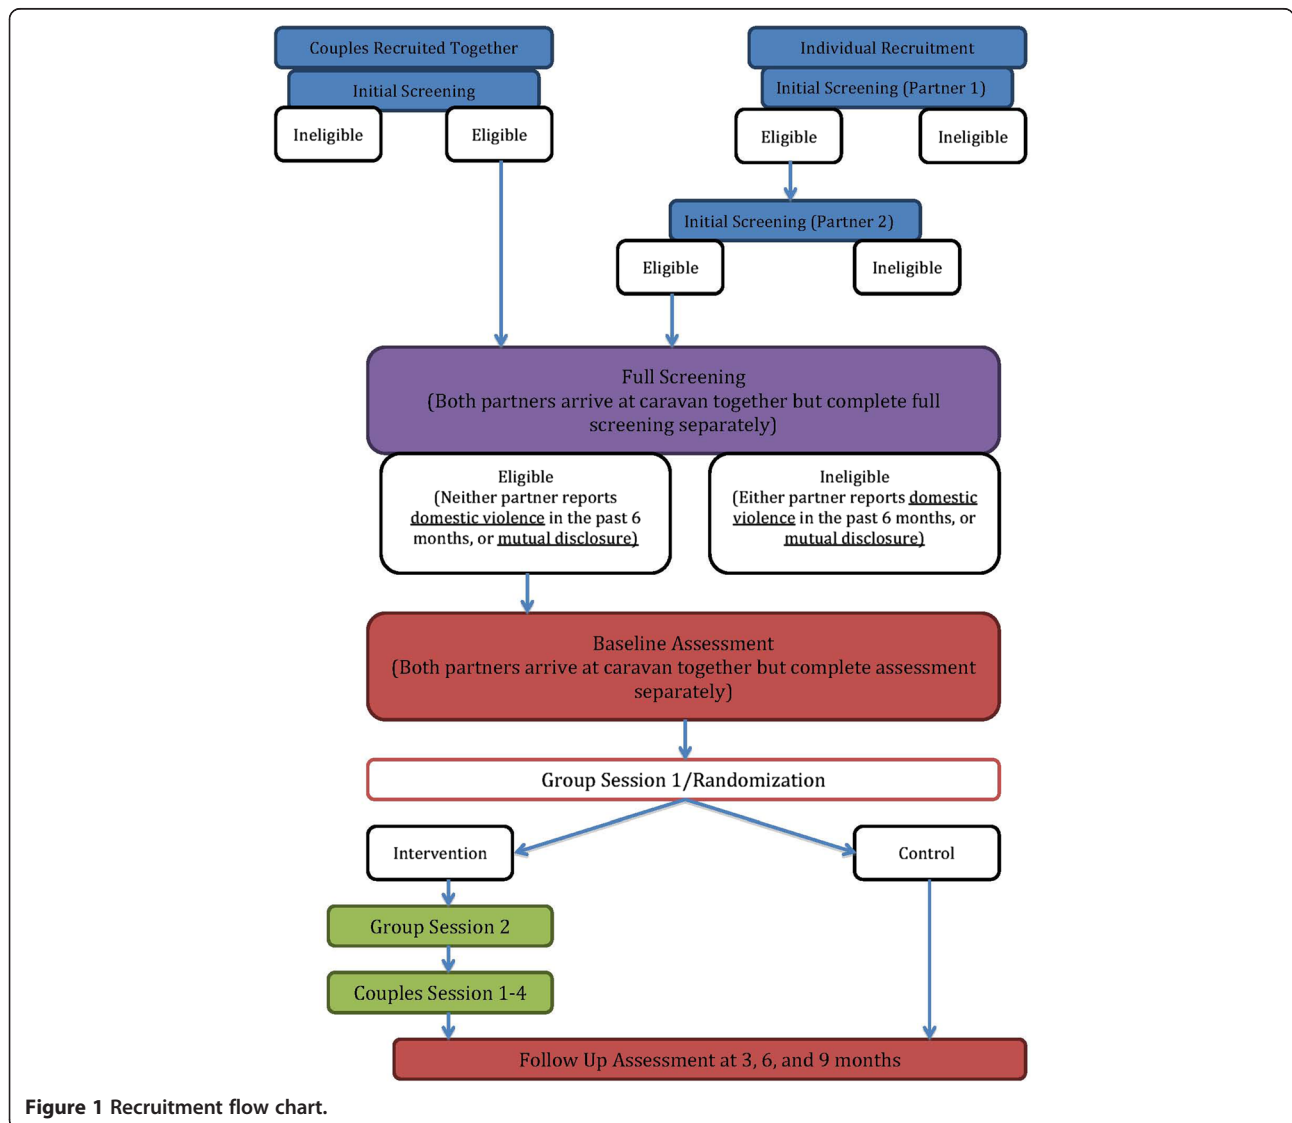 Couples Recruited Together
Initial Screening
Ineligible
Eligible
Individual Recruitment
Initial Screening (Partner 1)
Eligible
Ineligible
Initial Screening (Partner 2)
Eligible
Ineligible
Full Screening
(Both partners arrive at caravan together but complete full
screening separately)
Eligible
(Neither partner reports
domestic violence in the past 6
months, or mutual disclosure)
Ineligible
(Either partner reports domestic
violence in the past 6 months, or
mutual disclosure)
Baseline Assessment
(Both partners arrive at caravan together but complete assessment
separately)
Group Session 1/Randomization
Intervention
Control
Group Session 2
Couples Session 1-4
Follow Up Assessment at 3, 6, and 9 months
Figure 1 Recruitment flow chart.